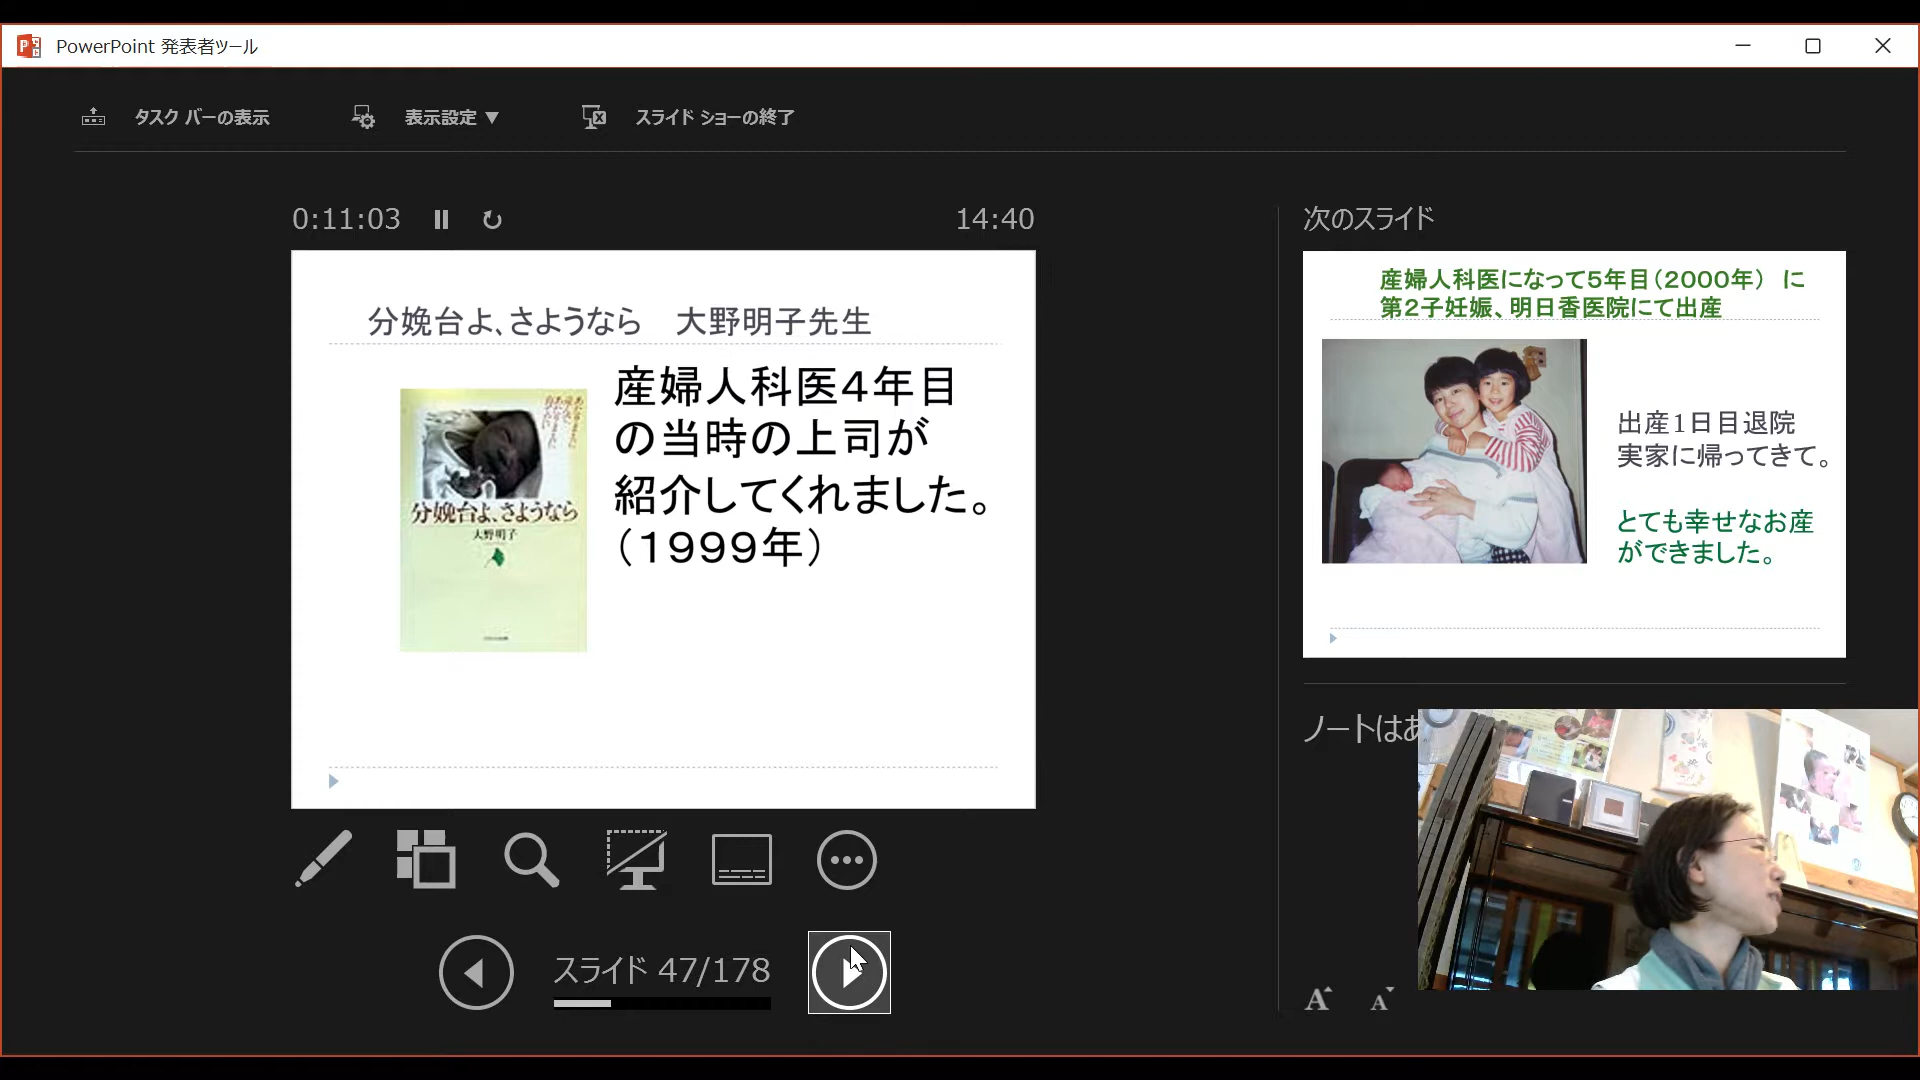 PowerPoint 発表者ツール
タスク バーの表示
表示設定 ▼
スライド ショーの終了
0:11:03
14:40
分娩台よ、さようなら　大野明子先生
産婦人科医4年目
の当時の上司が
紹介してくれました。
（1999年）
分娩台よ、さようなら
大野明子
スライド 47/178
次のスライド
産婦人科医になって5年目（2000年） に
第2子妊娠、明日香医院にて出産
出産1日目退院
実家に帰ってきて。
とても幸せなお産
ができました。
ノートはあ
A
A